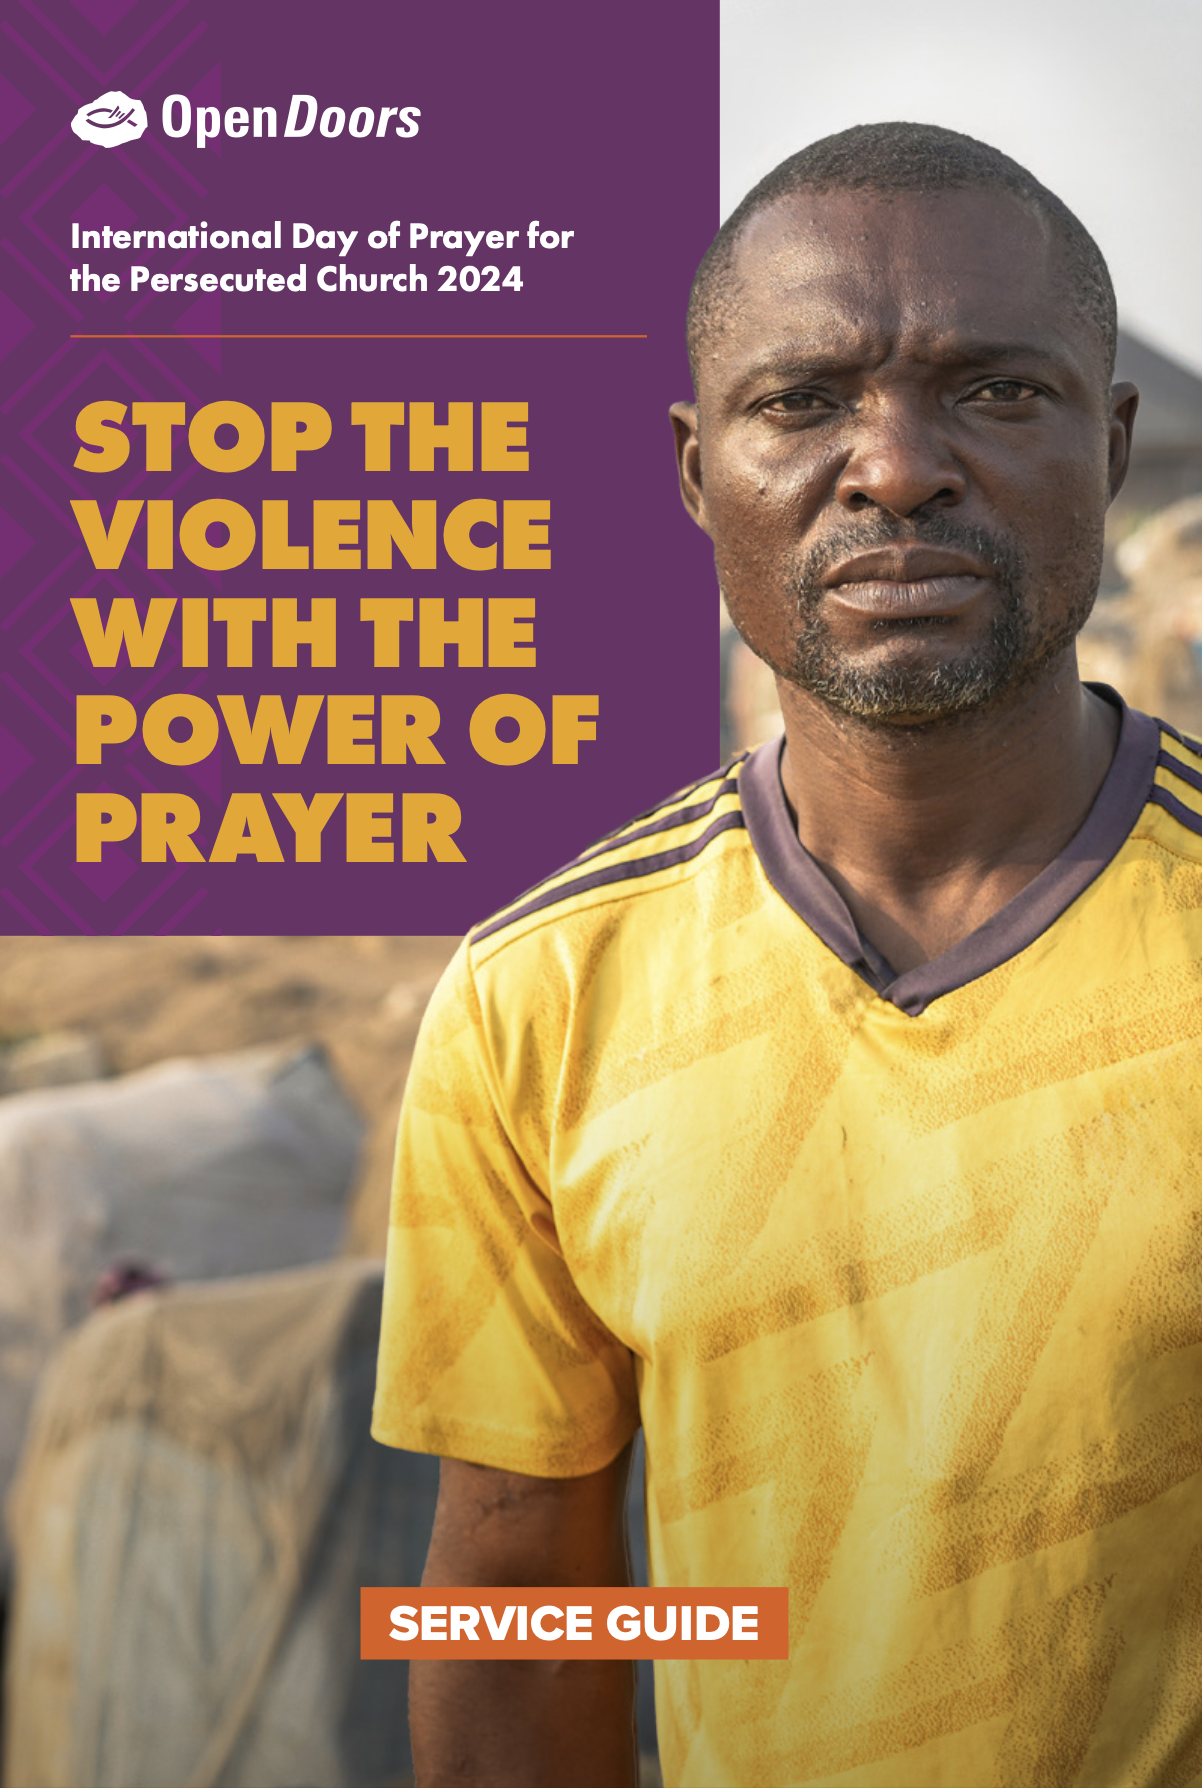 Open Doors
International Day of Prayer for
the Persecuted Church 2024
STOP THE
VIOLENCE
WITH THE
POWER OF
PRAYER
SERVICE GUIDE